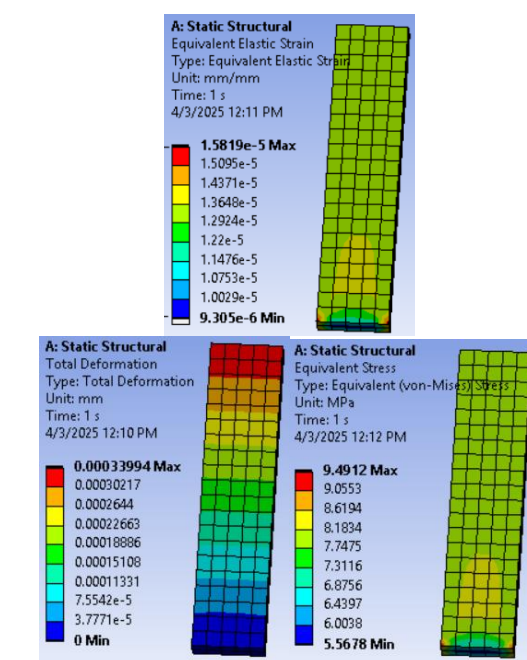 A: Static Structural
Equivalent Elastic Strain
Type: Equivalent Elastic Strain
Unit: mm/mm
Time: 1 s
4/3/2025 12:11 PM
1.5819e-5 Max
1.5095e-5
1.4371e-5
1.3648e-5
1.2924e-5
1.22e-5
1.1476e-5
1.0753e-5
1.0029e-5
9.305e-6 Min
A: Static Structural
Total Deformation
Type: Total Deformation
Unit: mm
Time: 1 s
4/3/2025 12:10 PM
0.00033994 Max
0.00030217
0.0002644
0.00022663
0.00018886
0.00015108
0.00011331
7.5542e-5
3.7771e-5
0 Min
A: Static Structural
Equivalent Stress
Type: Equivalent (von-Mises) Stress
Unit: MPa
Time: 1 s
4/3/2025 12:12 PM
9.4912 Max
9.0553
8.6194
8.1834
7.7475
7.3116
6.8756
6.4397
6.0038
5.5678 Min